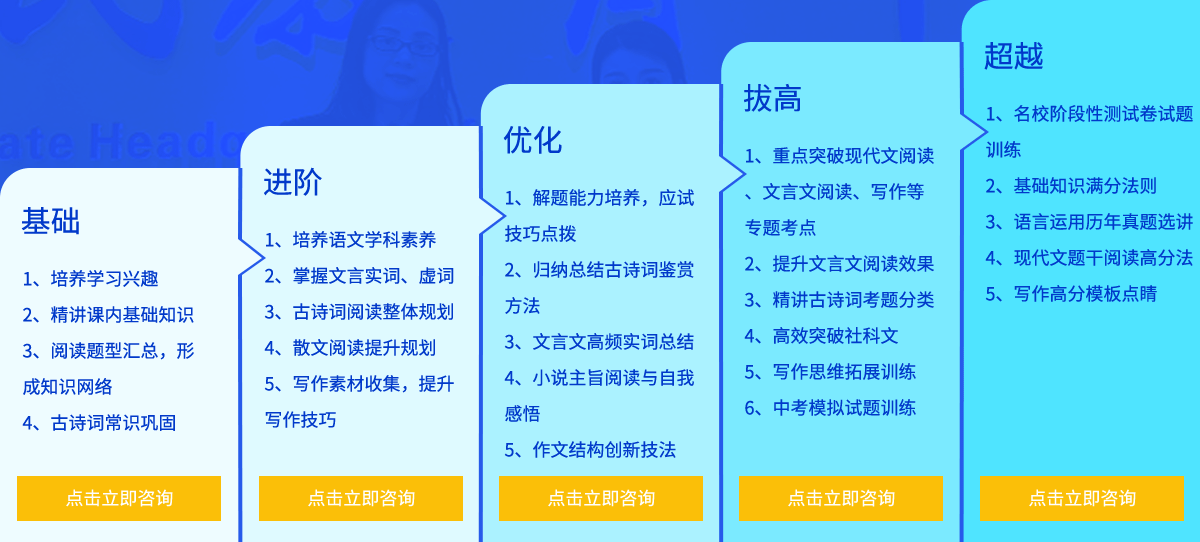 ate Head
基础
1、培养学习兴趣
2、精讲课内基础知识
3、阅读题型汇总，形
成知识网络
4、古诗词常识巩固
点击立即咨询
进阶
1、培养语文学科素养
2、掌握文言实词、虚词
3、古诗词阅读整体规划
4、散文阅读提升规划
5、写作素材收集，提升
写作技巧
点击立即咨询
优化
1、解题能力培养，应试
技巧点拨
2、归纳总结古诗词鉴赏
方法
3、文言文高频实词总结
4、小说主旨阅读与自我
感悟
5、作文结构创新技法
点击立即咨询
拔高
1、重点突破现代文阅读
、文言文阅读、写作等
专题考点
2、提升文言文阅读效果
3、精讲古诗词考题分类
4、高效突破社科文
5、写作思维拓展训练
6、中考模拟试题训练
点击立即咨询
超越
1、名校阶段性测试卷试题
训练
2、基础知识满分法则
3、语言运用历年真题选讲
4、现代文题干阅读高分法
5、写作高分模板点睛
点击立即咨询